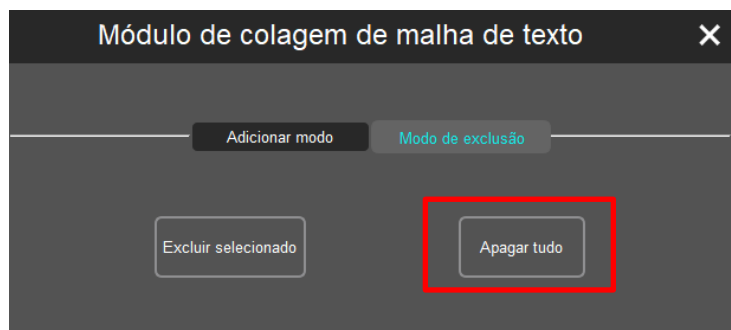 Módulo de colagem de malha de texto
Adicionar modo
Modo de exclusão
Excluir selecionado
Apagar tudo